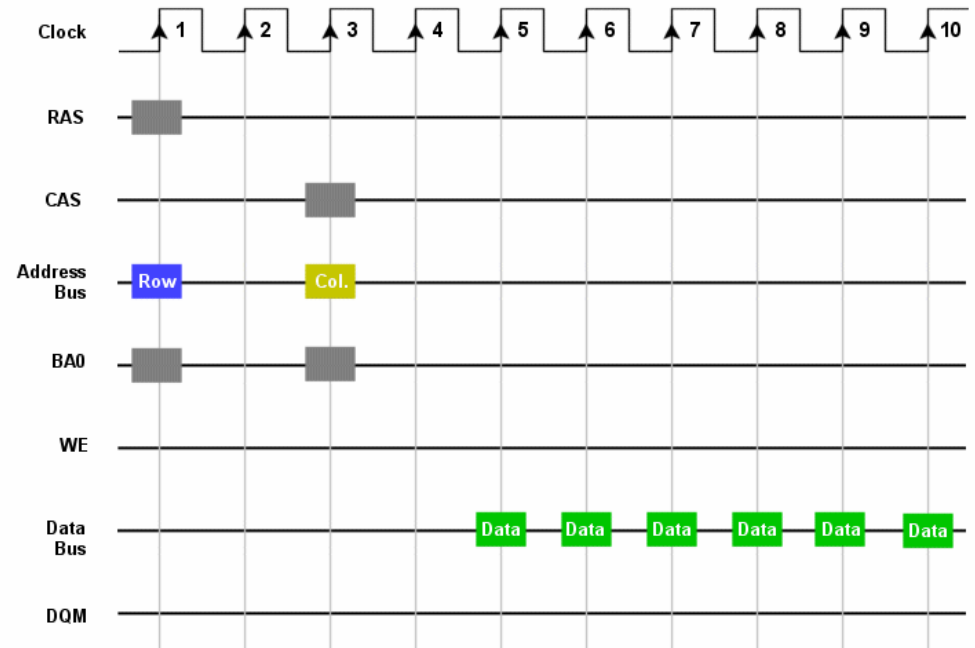 Clock 1 2 3 4 5 6 7 8 9 10
RAS
CAS
Address
Bus
Row Col.
BA0
WE
Data
Bus
Data Data Data Data Data Data
DQM